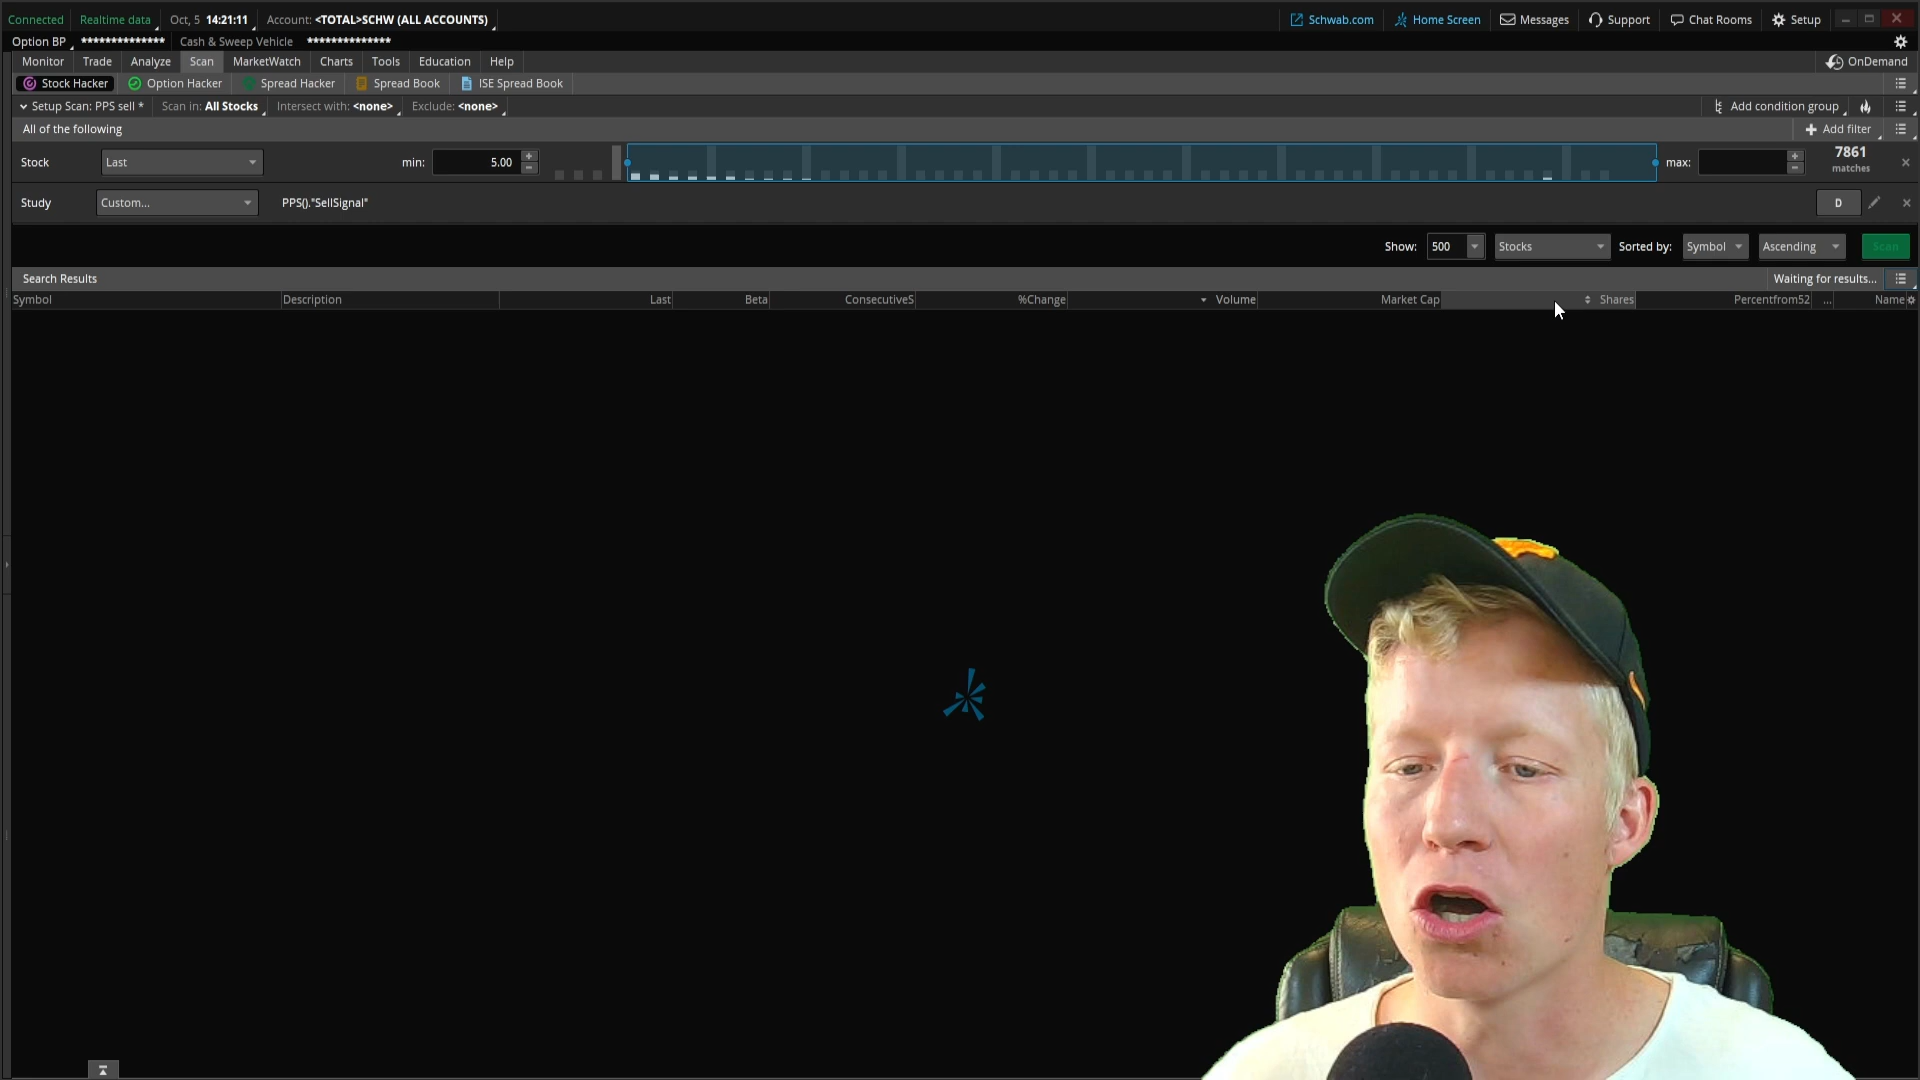 Connected Realtime data Oct, 5 14:21:11 Account: <TOTAL>SCHW (ALL ACCOUNTS) Schwab.com Home Screen Messages Support Chat Rooms Setup
Option BP ************** Cash & Sweep Vehicle **************
Monitor Trade Analyze Scan MarketWatch Charts Tools Education Help OnDemand
Stock Hacker Option Hacker Spread Hacker Spread Book ISE Spread Book
Setup Scan: PPS sell * Scan in: All Stocks Intersect with: <none> Exclude: <none> Add condition group
All of the following Add filter
Stock Last min: 5.00 max: 7861 matches
Study Custom... PPS()."SellSignal" D
Show: 500 Stocks Sorted by: Symbol Ascending Scan
Search Results Waiting for results...
Symbol Description Last Beta ConsecutiveS %Change Volume Market Cap Shares Percentfrom52 ... Name